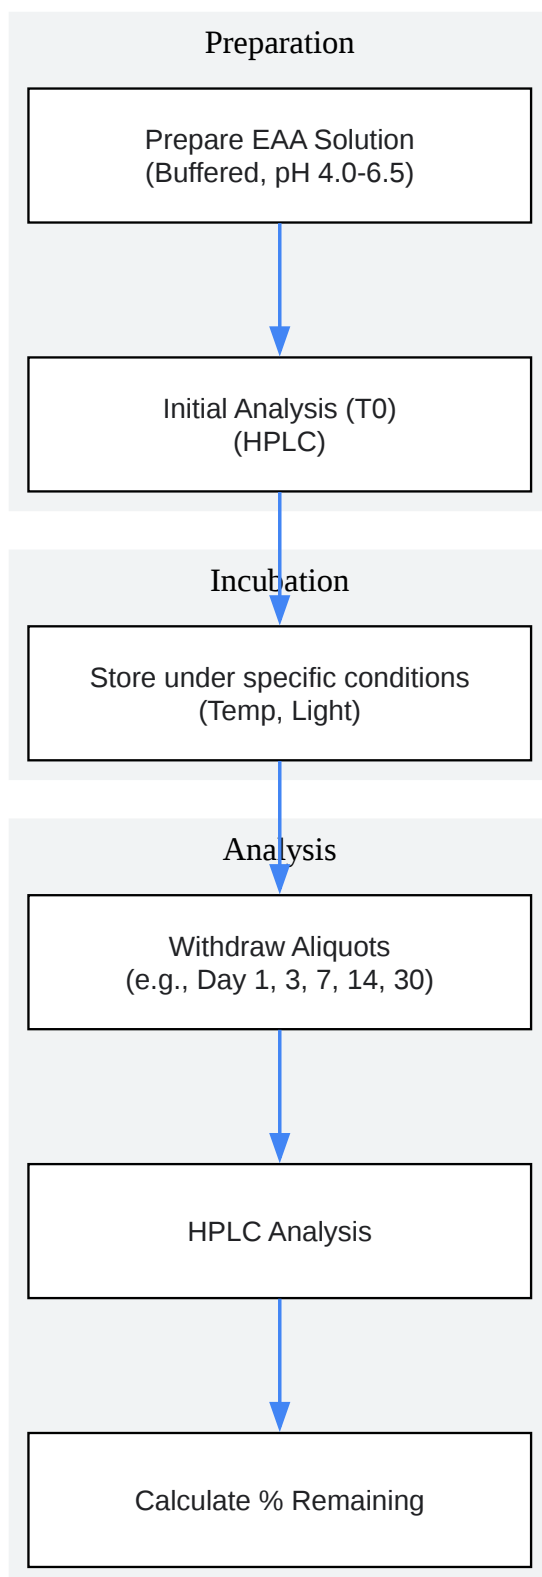 Preparation
Prepare EAA Solution
(Buffered, pH 4.0-6.5)
Initial Analysis (T0)
(HPLC)
Incubation
Store under specific conditions
(Temp, Light)
Analysis
Withdraw Aliquots
(e.g., Day 1, 3, 7, 14, 30)
HPLC Analysis
Calculate % Remaining